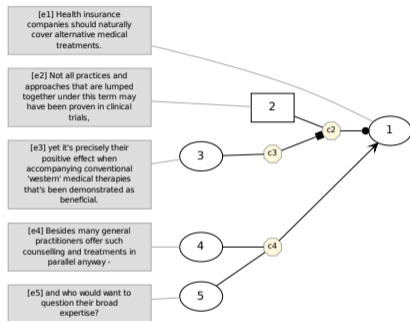 [e1] Health insurance
companies should naturally
cover alternative medical
treatments.
[e2] Not all practices and
approaches that are lumped
together under this term may
have been proven in clinical
trials,
[e3] yet it's precisely their
positive effect when
accompanying conventional
'western' medical therapies
that's been demonstrated as
beneficial.
[e4] Besides many general
practitioners offer such
counselling and treatments in
parallel anyway -
[e5] and who would want to
question their broad
expertise?
1
2
c2
3
c3
4
c4
5